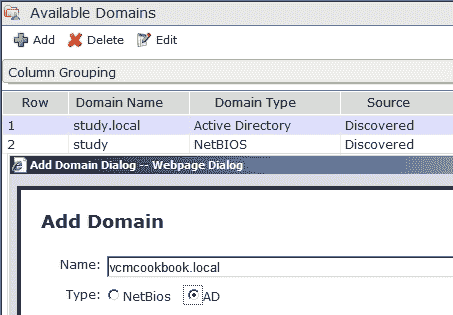 Available Domains
Add Delete Edit
Column Grouping
Row Domain Name Domain Type Source
1 study.local Active Directory Discovered
2 study NetBIOS Discovered
Add Domain Dialog -- Webpage Dialog
Add Domain
Name: vcmcookbook.local
Type: NetBios AD